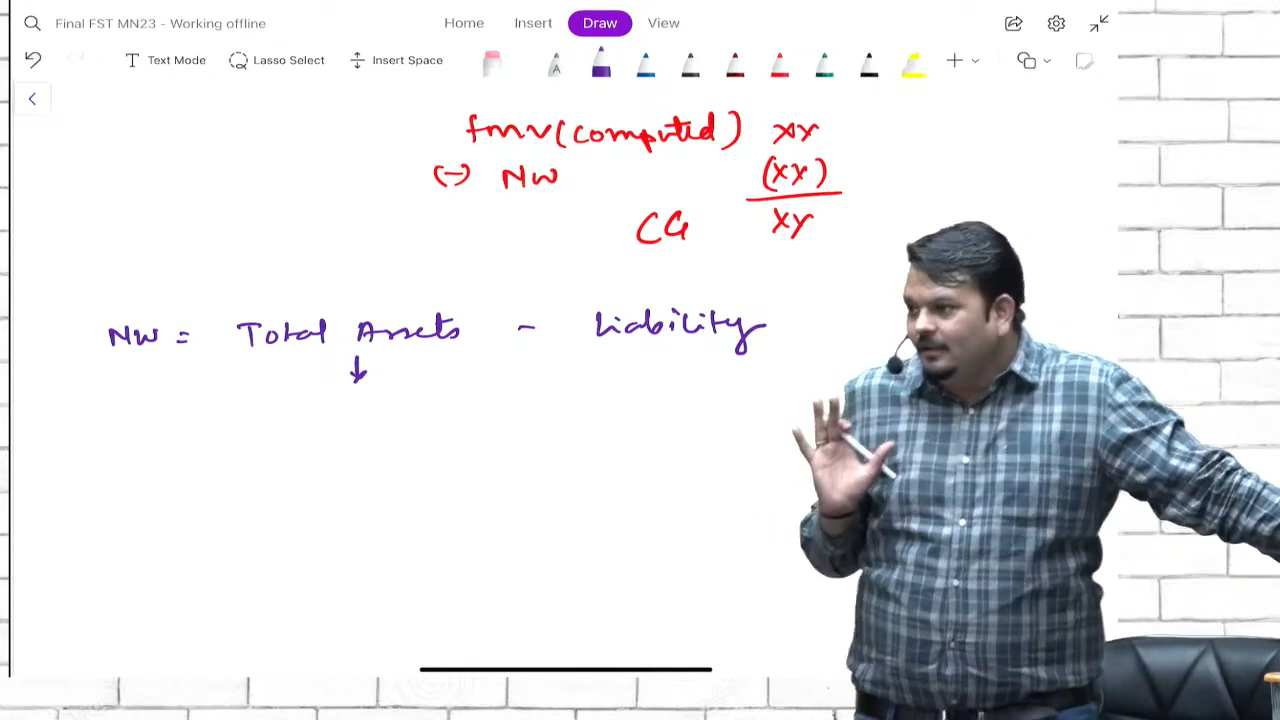 Final FST MN23 - Working offline
Home Insert Draw View
T Text Mode Lasso Select Insert Space
A
fmv (computed) xx
(-) NW (xx)
CG xx
NW = Total Assets - Liability